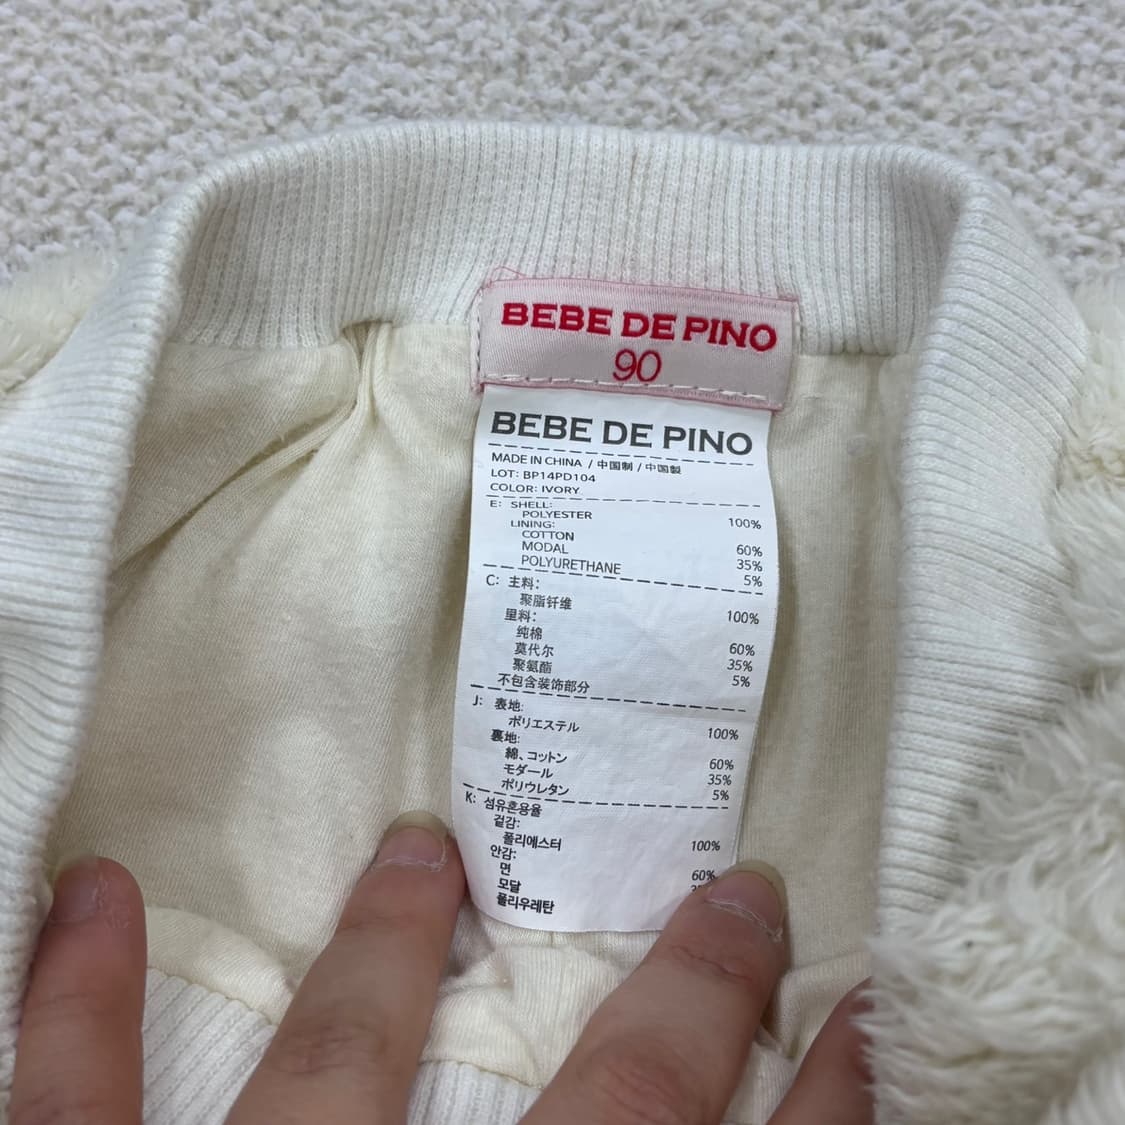 BEBE DE PINO
90
BEBE DE PINO
MADE IN CHINA / 中国制 / 中国製
LOT: BP14PD104
COLOR: IVORY
E: SHELL:
POLYESTER 100%
LINING:
COTTON 60%
MODAL 35%
POLYURETHANE 5%
C: 主料:
聚脂钎维 100%
里料:
纯棉 60%
莫代尔 35%
聚氨酯 5%
不包含装饰部分
J: 表地:
ポリエステル 100%
裏地:
綿、コットン 60%
モダール 35%
ポリウレタン 5%
K: 섬유혼용율
겉감:
폴리에스터 100%
안감:
면 60%
모달
폴리우레탄